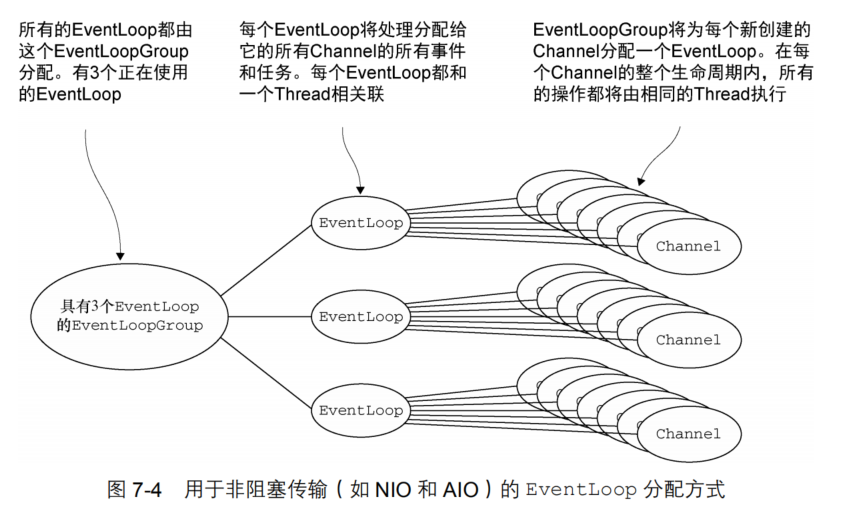 所有的EventLoop都由
这个EventLoopGroup
分配。有3个正在使用
的EventLoop
每个EventLoop将处理分配给
它的所有Channel的所有事件
和任务。每个EventLoop都和
一个Thread相关联
EventLoopGroup将为每个新创建的
Channel分配一个EventLoop。在每
个Channel的整个生命周期内，所有
的操作都将由相同的Thread执行
EventLoop
Channel
具有3个EventLoop
的EventLoopGroup
EventLoop
Channel
EventLoop
Channel
图 7-4 用于非阻塞传输（如 NIO 和 AIO）的 EventLoop 分配方式